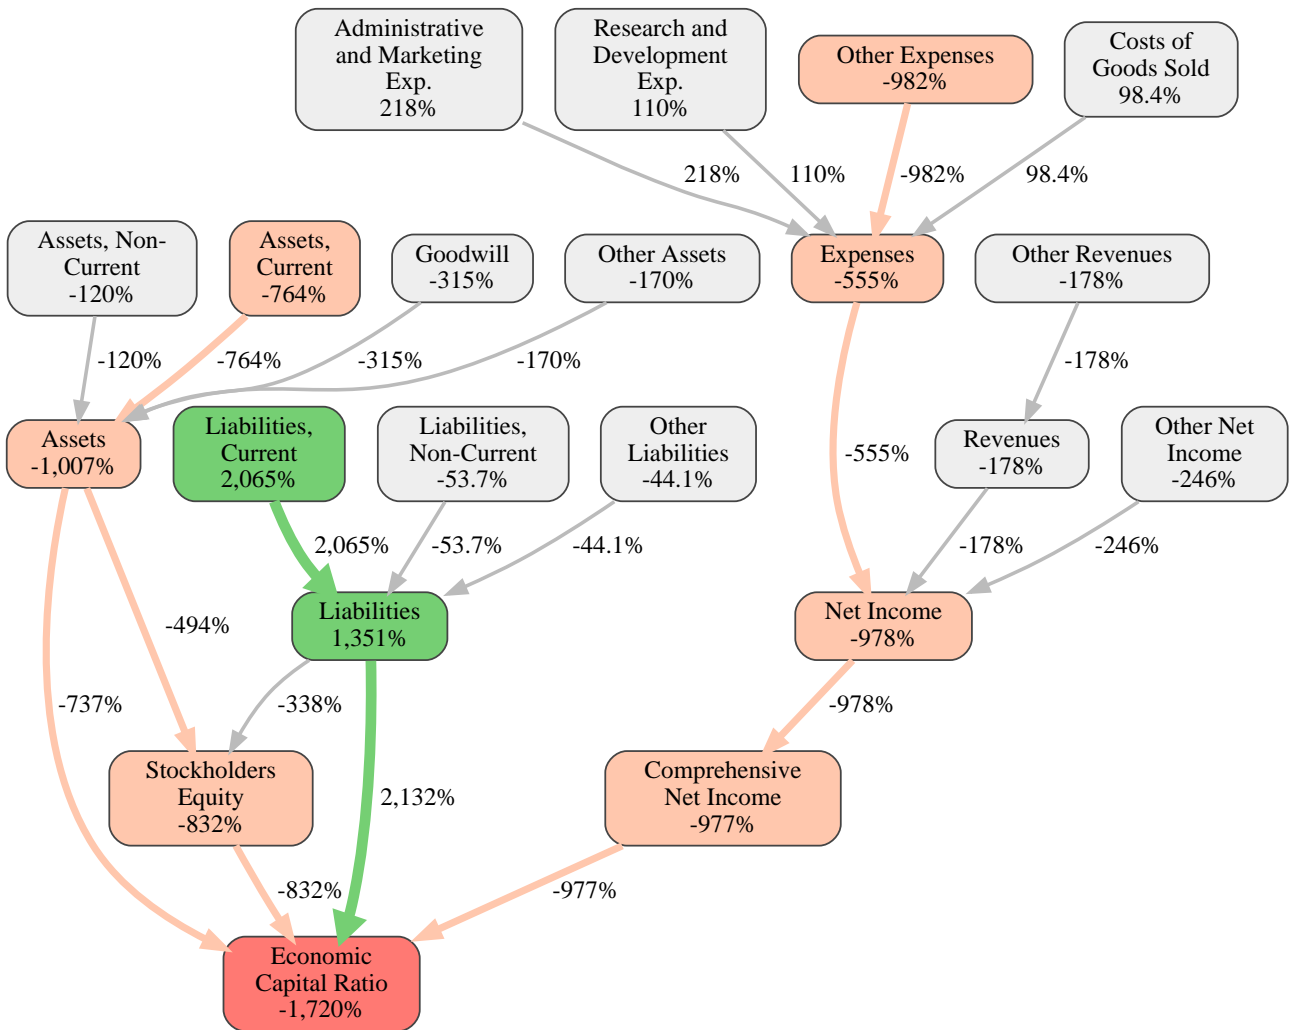 Administrative
and Marketing
Exp.
218%
Research and
Development
Exp.
110%
Other Expenses
-982%
Costs of
Goods Sold
98.4%
218%
110%
-982%
98.4%
Assets, Non-
Current
-120%
Assets,
Current
-764%
Goodwill
-315%
Other Assets
-170%
Expenses
-555%
Other Revenues
-178%
-120%
-764%
-315%
-170%
-178%
Assets
-1,007%
Liabilities,
Current
2,065%
Liabilities,
Non-Current
-53.7%
Other
Liabilities
-44.1%
-555%
Revenues
-178%
Other Net
Income
-246%
2,065%
-53.7%
-44.1%
-178%
-246%
-494%
Liabilities
1,351%
Net Income
-978%
-737%
-338%
-978%
Stockholders
Equity
-832%
2,132%
Comprehensive
Net Income
-977%
-832%
-977%
Economic
Capital Ratio
-1,720%